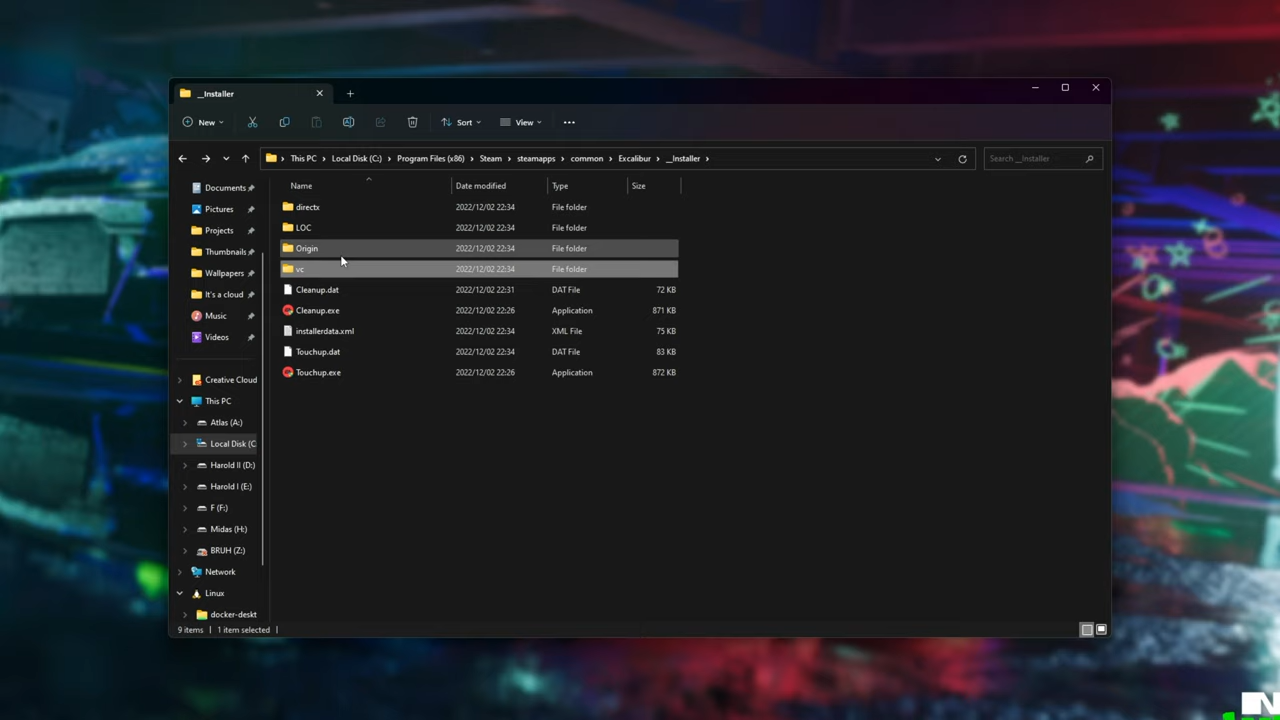 __Installer
New Sort View
This PC Local Disk (C:) Program Files (x86) Steam steamapps common Excalibur __Installer
Search __Installer
Name Date modified Type Size
directx 2022/12/02 22:34 File folder
LOC 2022/12/02 22:34 File folder
Origin 2022/12/02 22:34 File folder
vc 2022/12/02 22:34 File folder
Cleanup.dat 2022/12/02 22:31 DAT File 72 KB
Cleanup.exe 2022/12/02 22:26 Application 871 KB
installerdata.xml 2022/12/02 22:34 XML File 75 KB
Touchup.dat 2022/12/02 22:34 DAT File 83 KB
Touchup.exe 2022/12/02 22:26 Application 872 KB
Documents
Pictures
Projects
Thumbnails
Wallpapers
It's a cloud
Music
Videos
Creative Cloud
This PC
Atlas (A:)
Local Disk (C
Harold II (D:)
Harold I (E:)
F (F:)
Midas (H:)
BRUH (Z:)
Network
Linux
docker-deskt
9 items 1 item selected